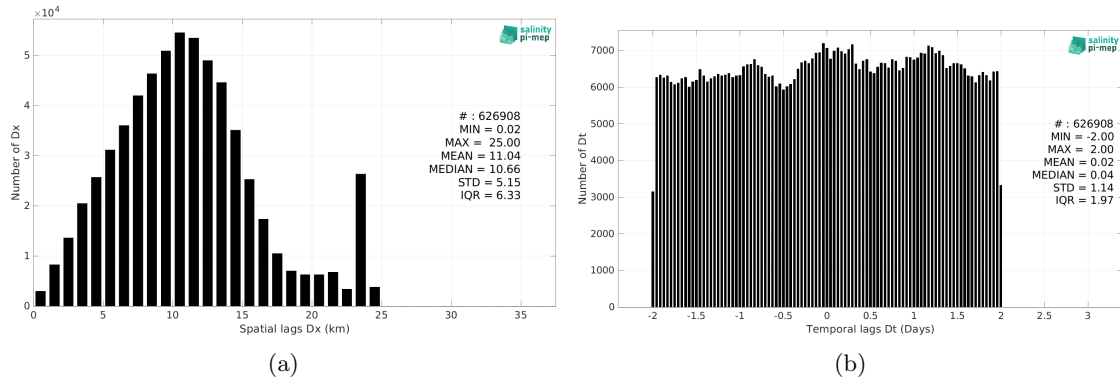 ×10⁴
5
4
3
2
1
0
Number of Dx
salinity
pi-mep
# : 626908
MIN = 0.02
MAX = 25.00
MEAN = 11.04
MEDIAN = 10.66
STD = 5.15
IQR = 6.33
0 5 10 15 20 25 30 35
Spatial lags Dx (km)
(a)
7000
6000
5000
4000
3000
2000
1000
0
Number of Dt
salinity
pi-mep
# : 626908
MIN = -2.00
MAX = 2.00
MEAN = 0.02
MEDIAN = 0.04
STD = 1.14
IQR = 1.97
-2 -1.5 -1 -0.5 0 0.5 1 1.5 2 2.5 3
Temporal lags Dt (Days)
(b)